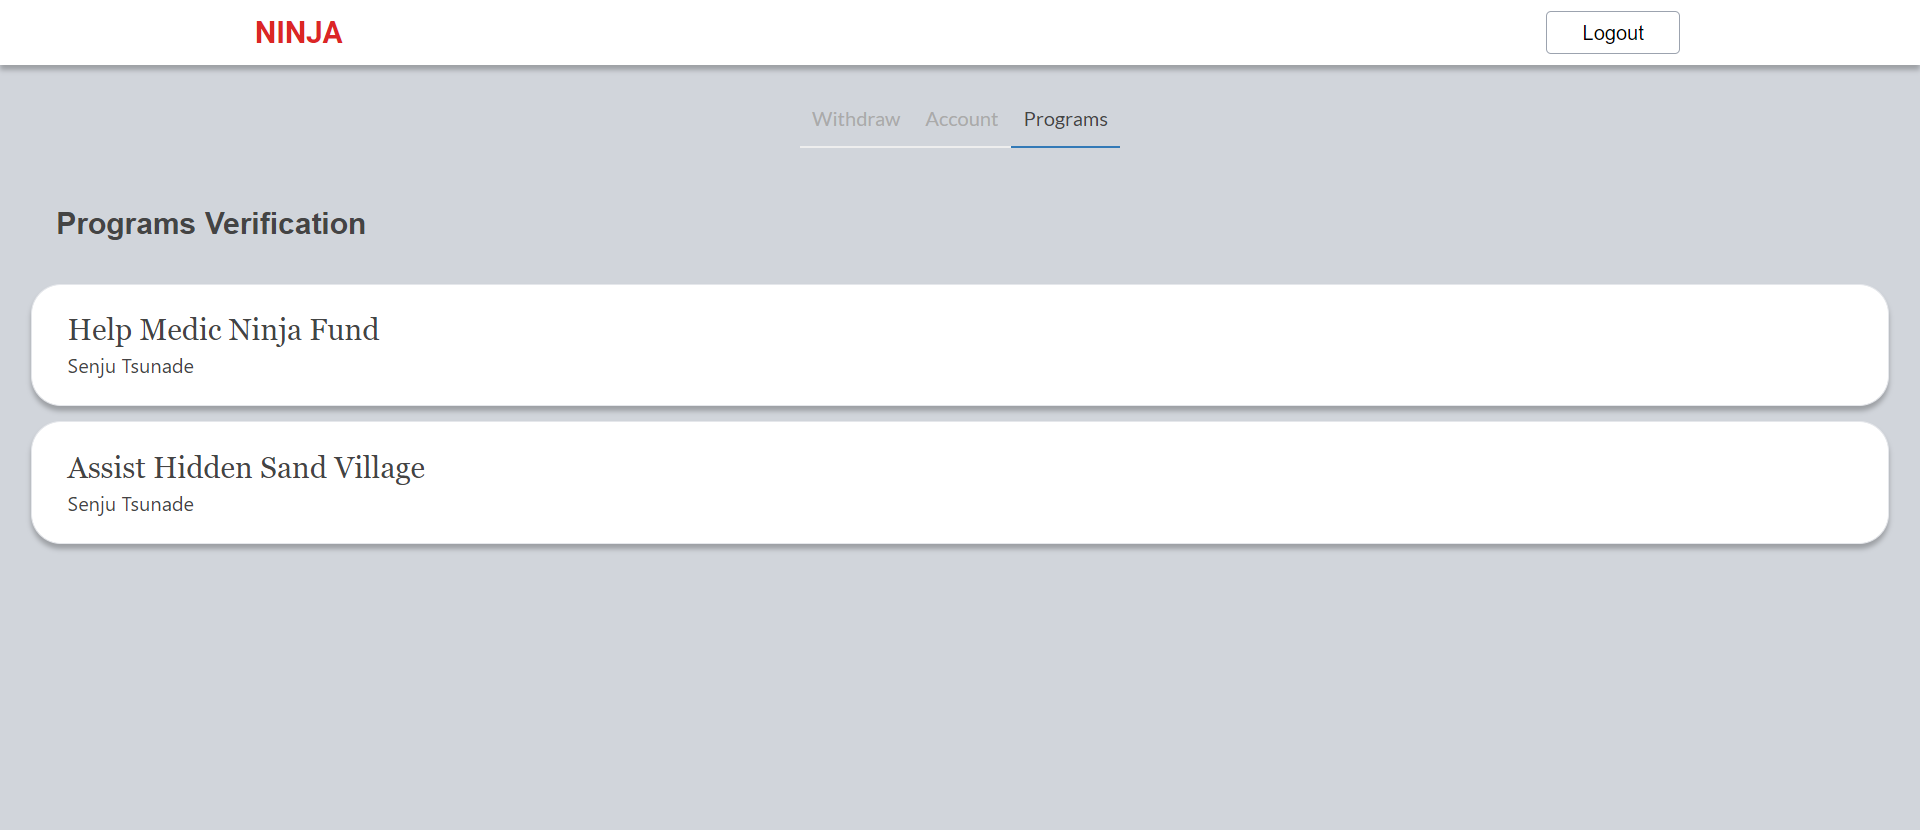 NINJA Logout
Withdraw Account Programs
Programs Verification
Help Medic Ninja Fund
Senju Tsunade
Assist Hidden Sand Village
Senju Tsunade